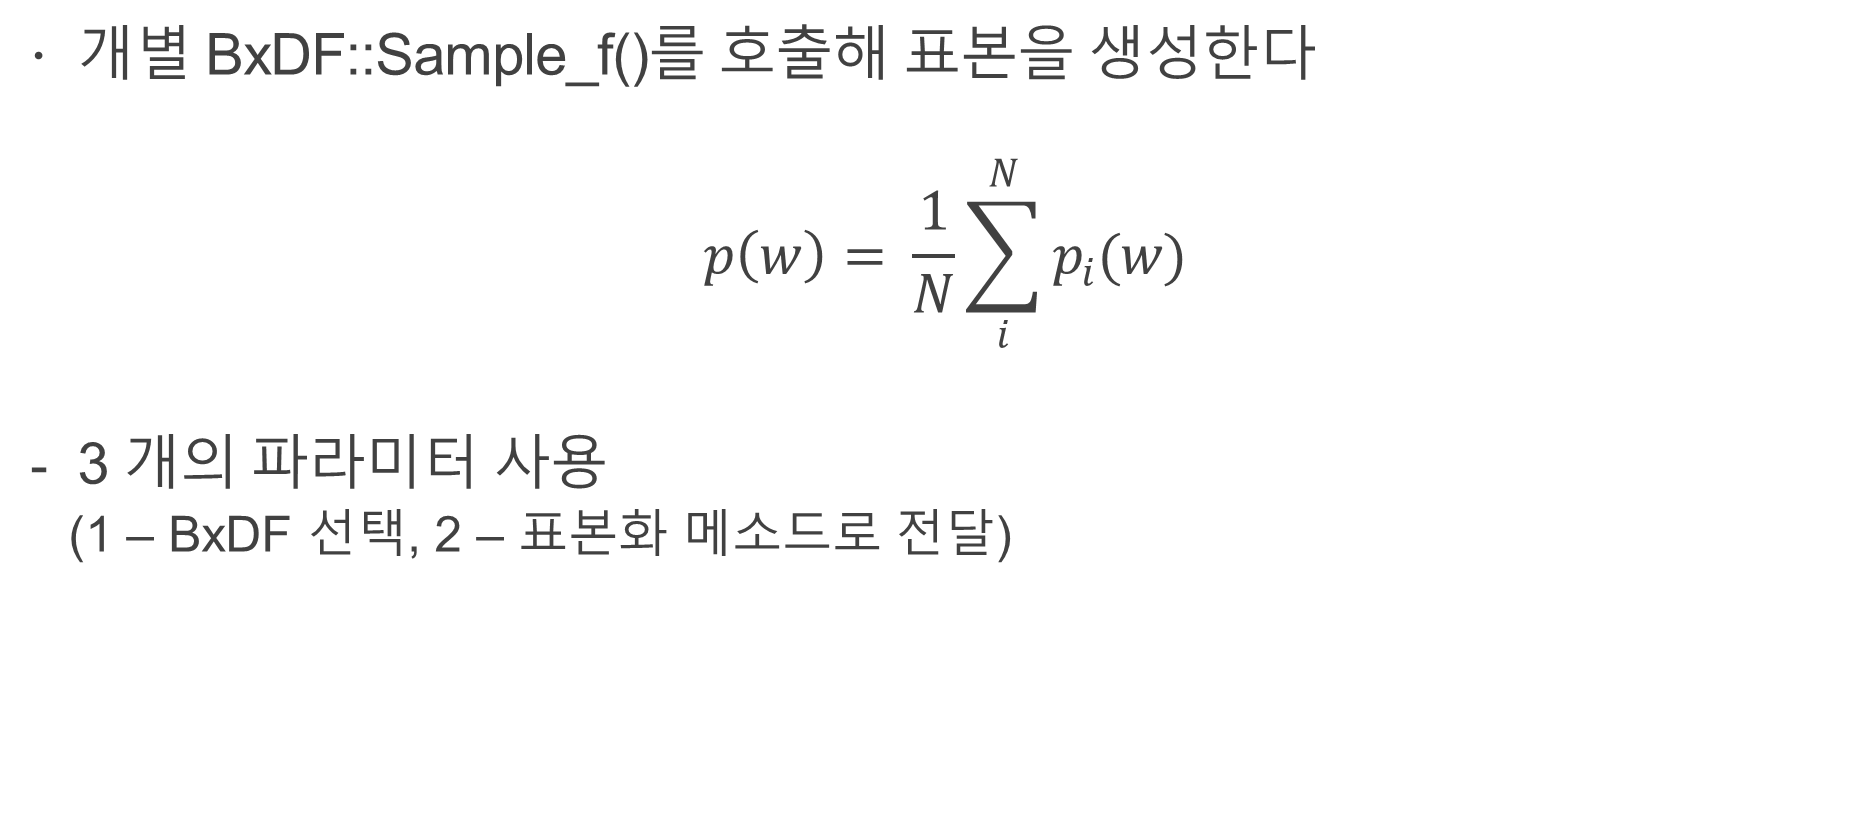 · 개별 BxDF::Sample_f()를 호출해 표본을 생성한다
p(w) = \frac{1}{N} \sum_{i}^{N} p_i(w)
- 3 개의 파라미터 사용
(1 – BxDF 선택, 2 – 표본화 메소드로 전달)